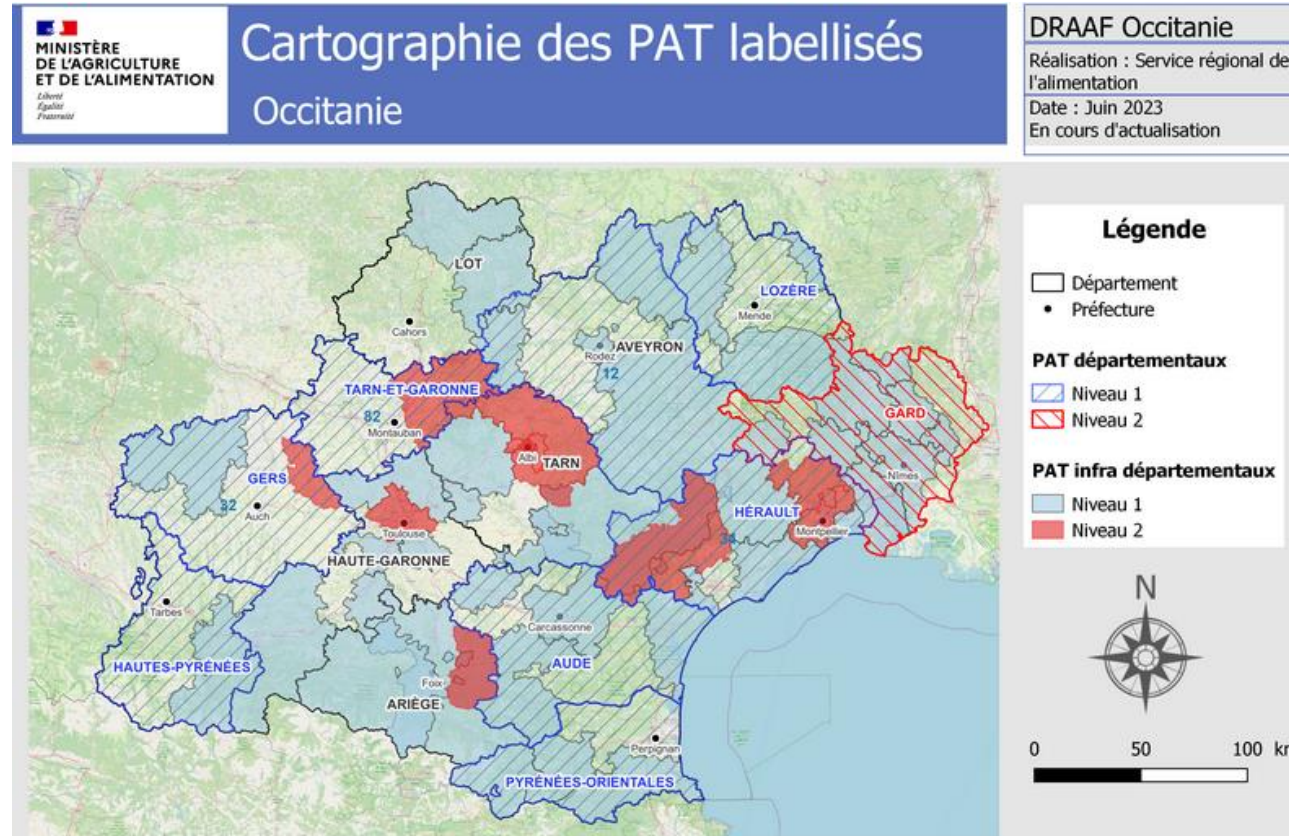 MINISTÈRE
DE L'AGRICULTURE
ET DE L'ALIMENTATION
Liberté
Égalité
Fraternité
Cartographie des PAT labellisés
Occitanie
DRAAF Occitanie
Réalisation : Service régional de
l'alimentation
Date : Juin 2023
En cours d'actualisation
LOT
LOZÈRE
Mende
Cahors
Rodez
AVEYRON
12
TARN-ET-GARONNE
82
Montauban
GARD
Nîmes
Albi
TARN
GERS
32
Auch
HÉRAULT
34
Montpellier
Toulouse
HAUTE-GARONNE
Tarbes
Carcassonne
HAUTES-PYRÉNÉES
AUDE
Foix
ARIÈGE
Perpignan
PYRÉNÉES-ORIENTALES
Légende
Département
Préfecture
PAT départementaux
Niveau 1
Niveau 2
PAT infra départementaux
Niveau 1
Niveau 2
N
0 50 100 km